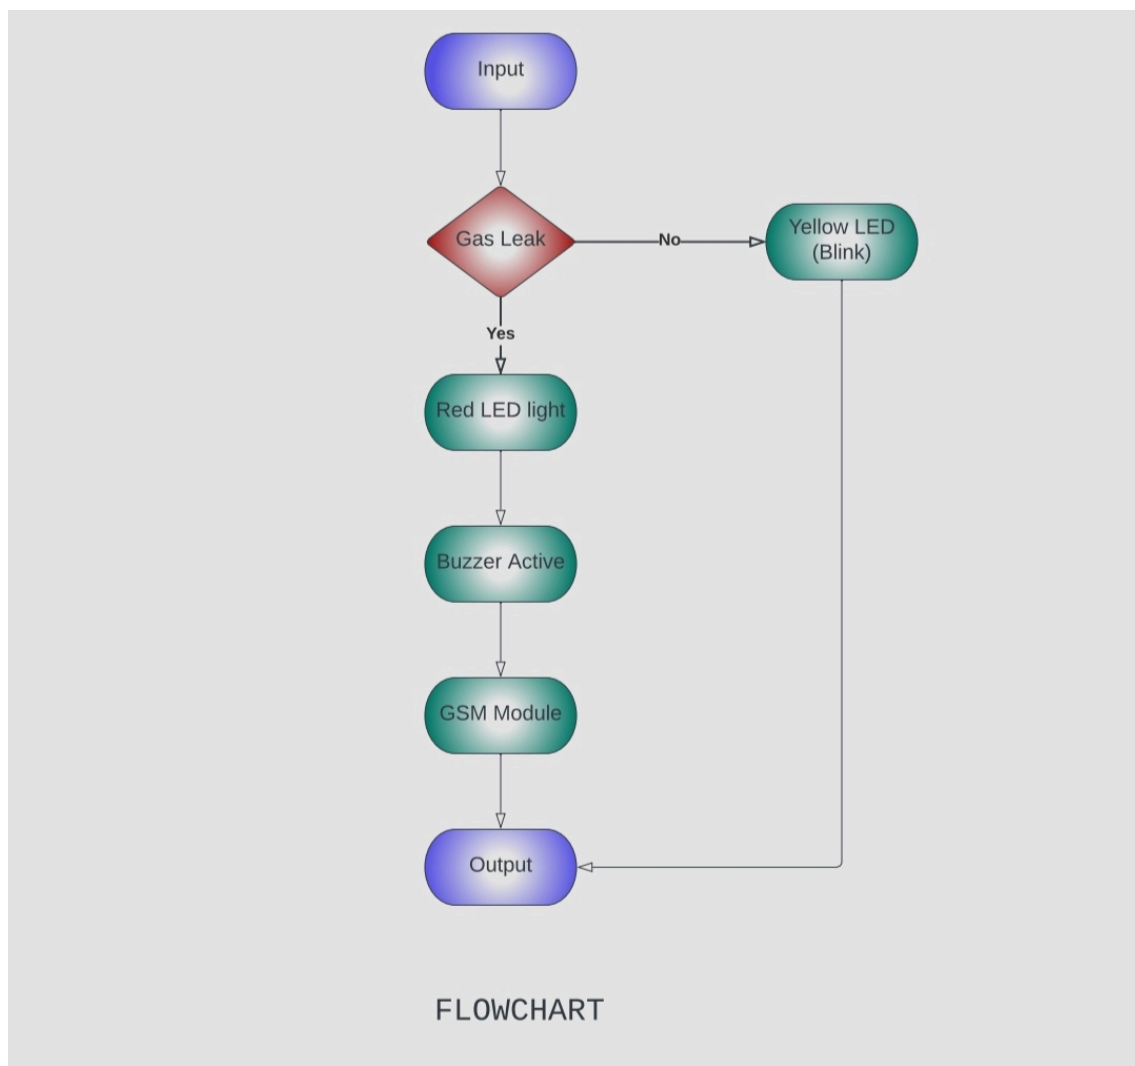 Input
Gas Leak
No
Yellow LED
(Blink)
Yes
Red LED light
Buzzer Active
GSM Module
Output
FLOWCHART